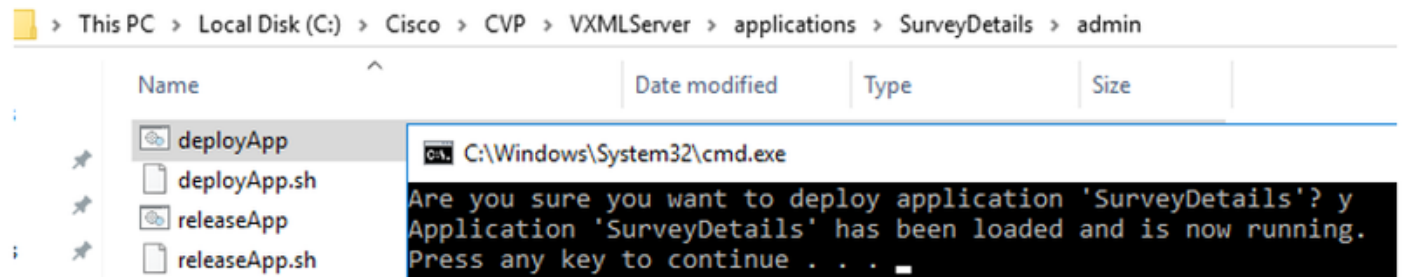 This PC > Local Disk (C:) > Cisco > CVP > VXMLServer > applications > SurveyDetails > admin
Name Date modified Type Size
deployApp
deployApp.sh
releaseApp
releaseApp.sh
C:\Windows\System32\cmd.exe
Are you sure you want to deploy application 'SurveyDetails'? y
Application 'SurveyDetails' has been loaded and is now running.
Press any key to continue . . .